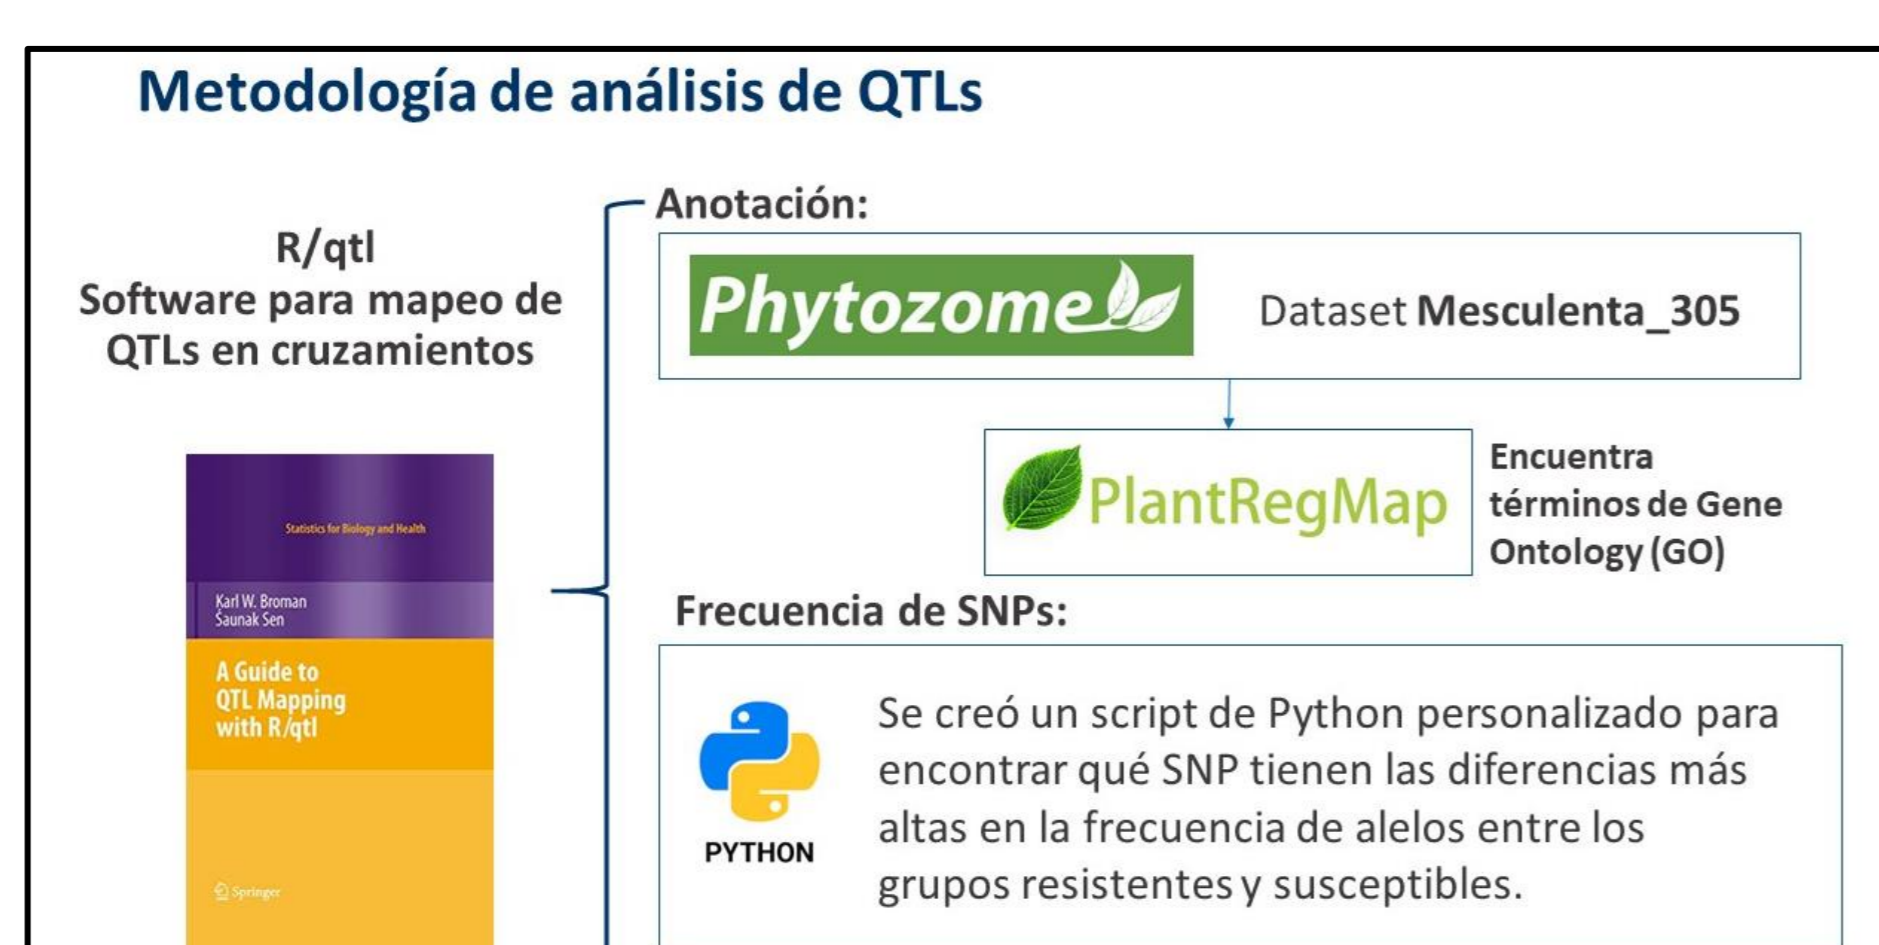 Metodología de análisis de QTLs
R/qtl
Software para mapeo de
QTLs en cruzamientos
Statistics for Biology and Health
Karl W. Broman
Śaunak Sen
A Guide to
QTL Mapping
with R/qtl
Springer
Anotación:
Phytozome
Dataset Mesculenta_305
PlantRegMap
Encuentra
términos de Gene
Ontology (GO)
Frecuencia de SNPs:
PYTHON
Se creó un script de Python personalizado para
encontrar qué SNP tienen las diferencias más
altas en la frecuencia de alelos entre los
grupos resistentes y susceptibles.